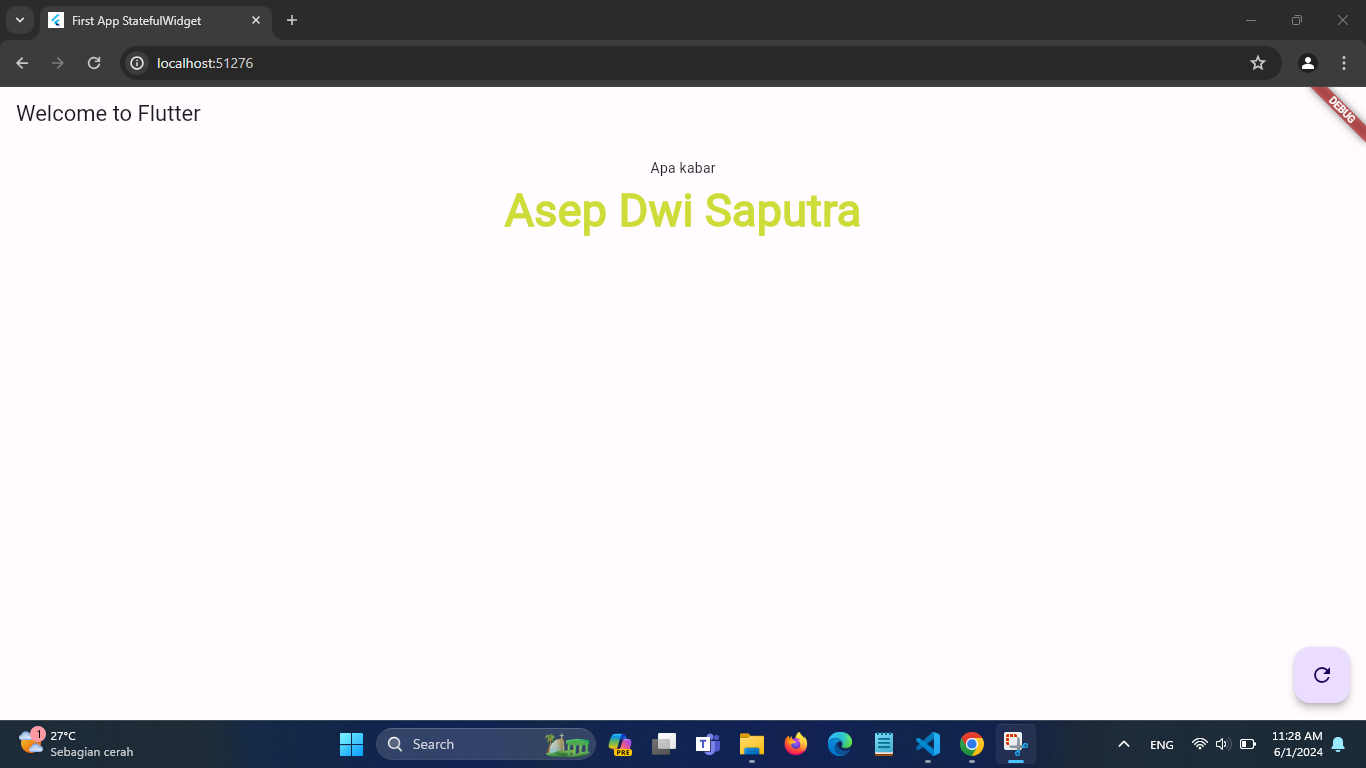 First App StatefulWidget
localhost:51276
Welcome to Flutter
DEBUG
Apa kabar
Asep Dwi Saputra
1
27°C
Sebagian cerah
Search
PRE
ENG
11:28 AM
6/1/2024